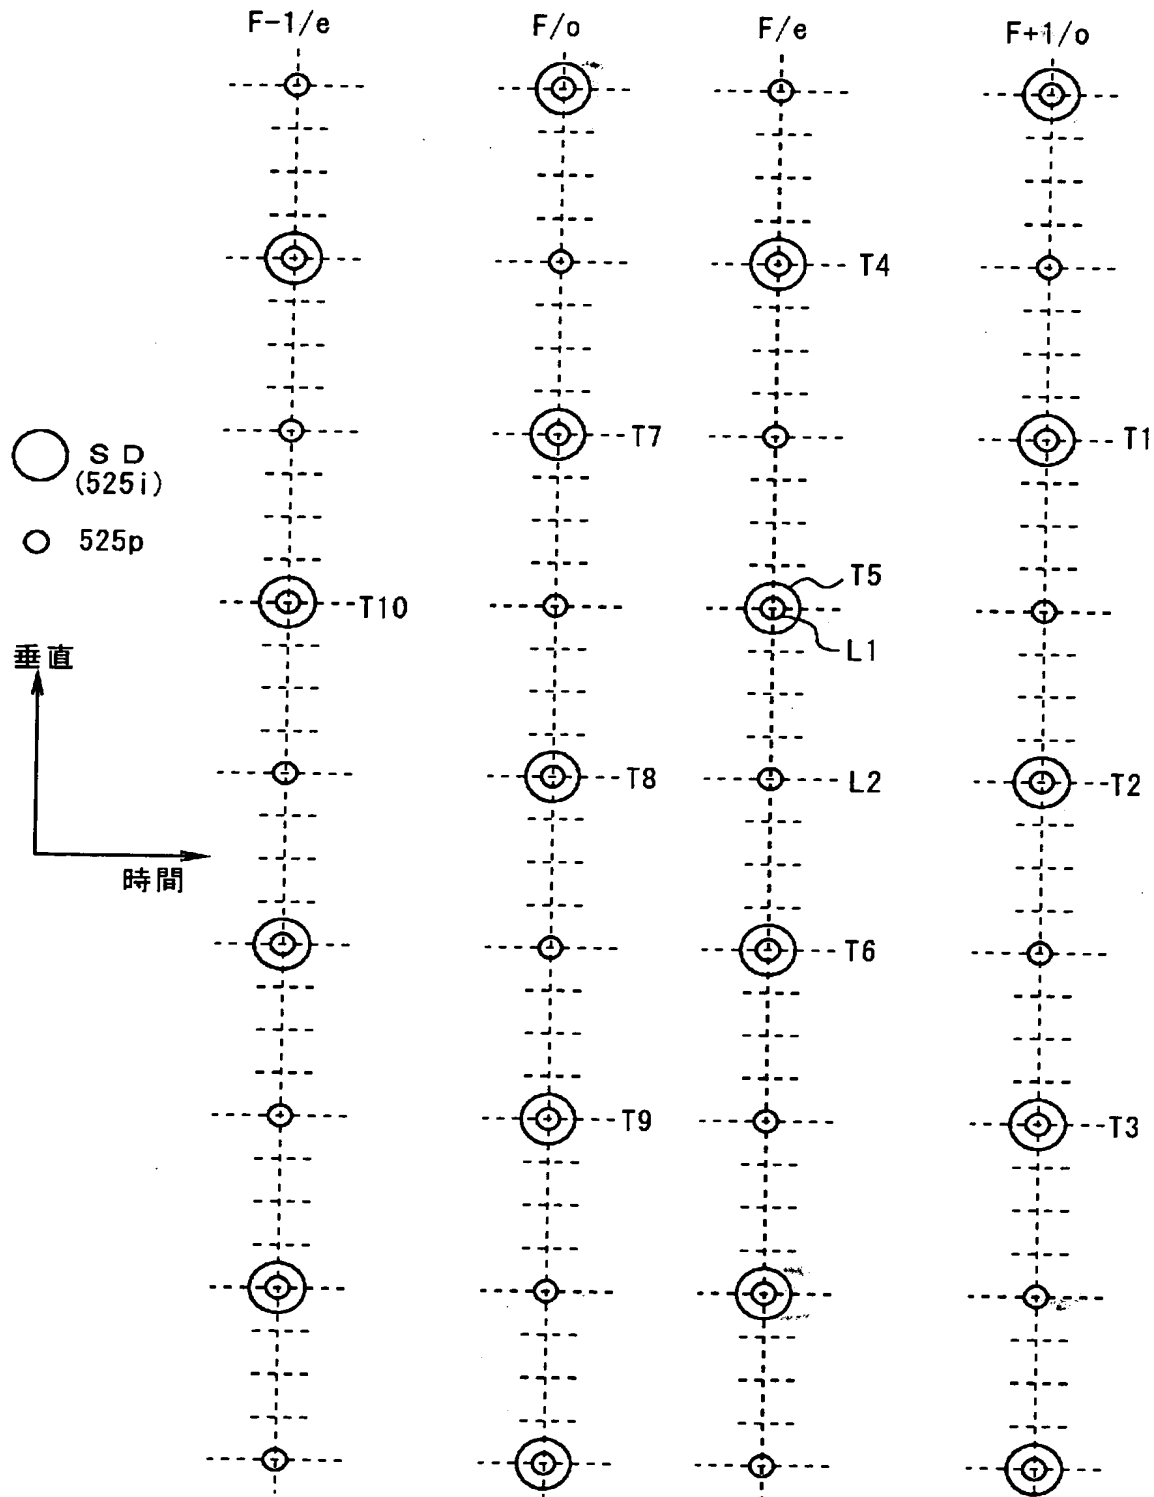 F-1/e F/o F/e F+1/o
T4
T7 T1
SD
(525i)
525p
T5
T10
L1
垂直
T8 L2 T2
時間
T6
T9 T3